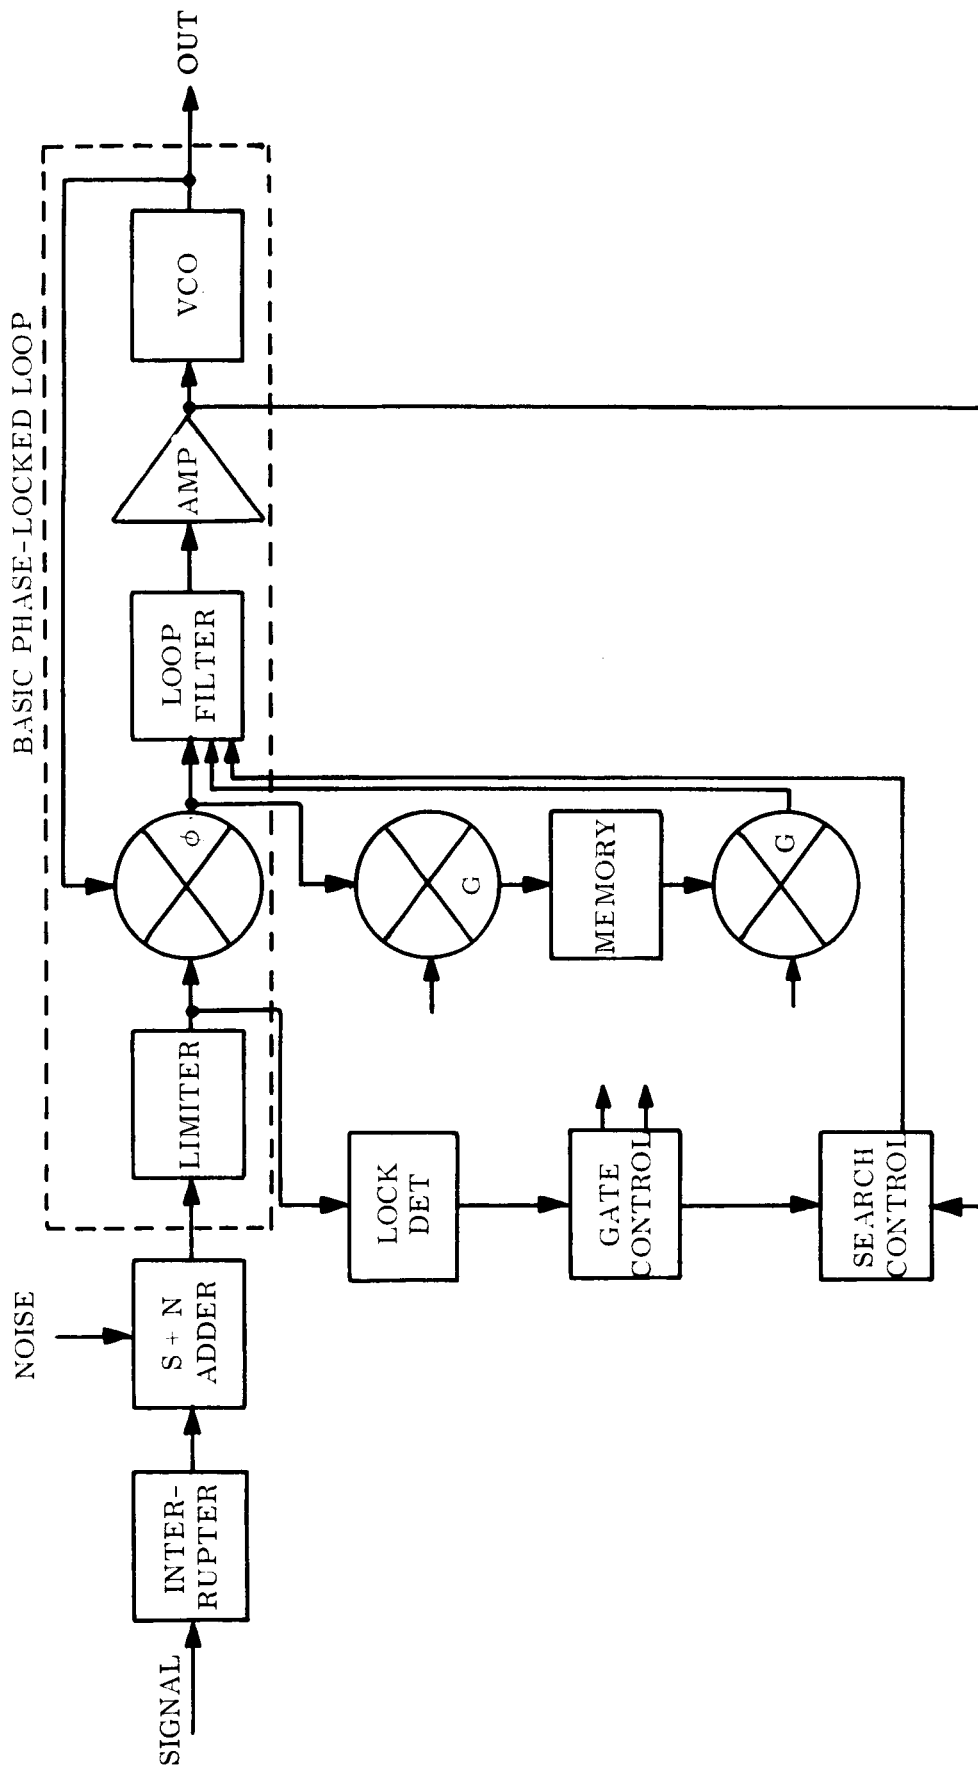 BASIC PHASE-LOCKED LOOP
NOISE
SIGNAL
INTER-
RUPTER
S + N
ADDER
LIMITER
ϕ
LOOP
FILTER
AMP
VCO
OUT
LOCK
DET
G
GATE
CONTROL
MEMORY
SEARCH
CONTROL
G